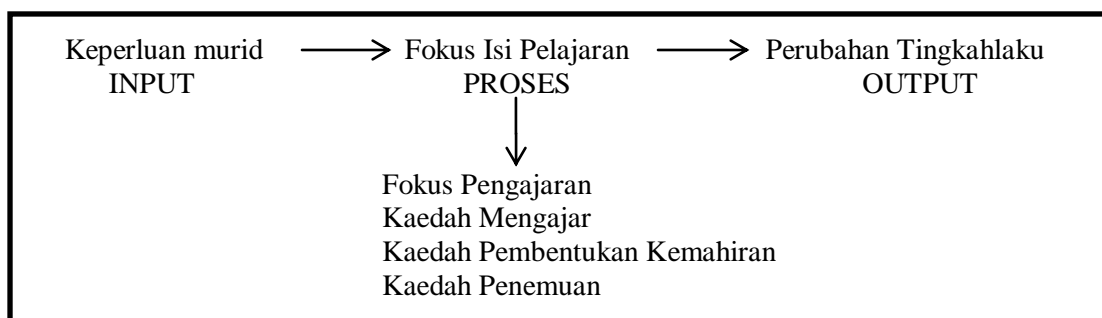 Keperluan murid Fokus Isi Pelajaran Perubahan Tingkahlaku
INPUT PROSES OUTPUT
Fokus Pengajaran
Kaedah Mengajar
Kaedah Pembentukan Kemahiran
Kaedah Penemuan